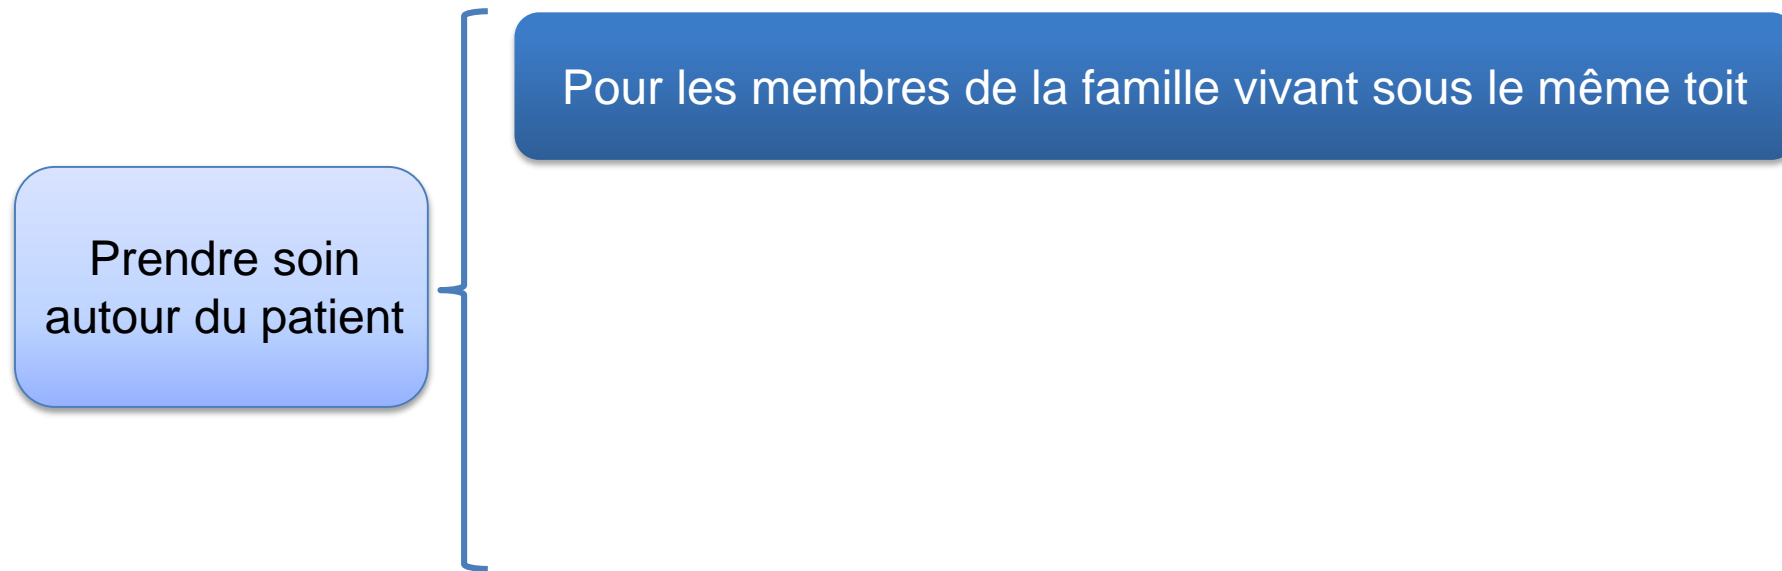 Pour les membres de la famille vivant sous le même toit
Prendre soin
autour du patient